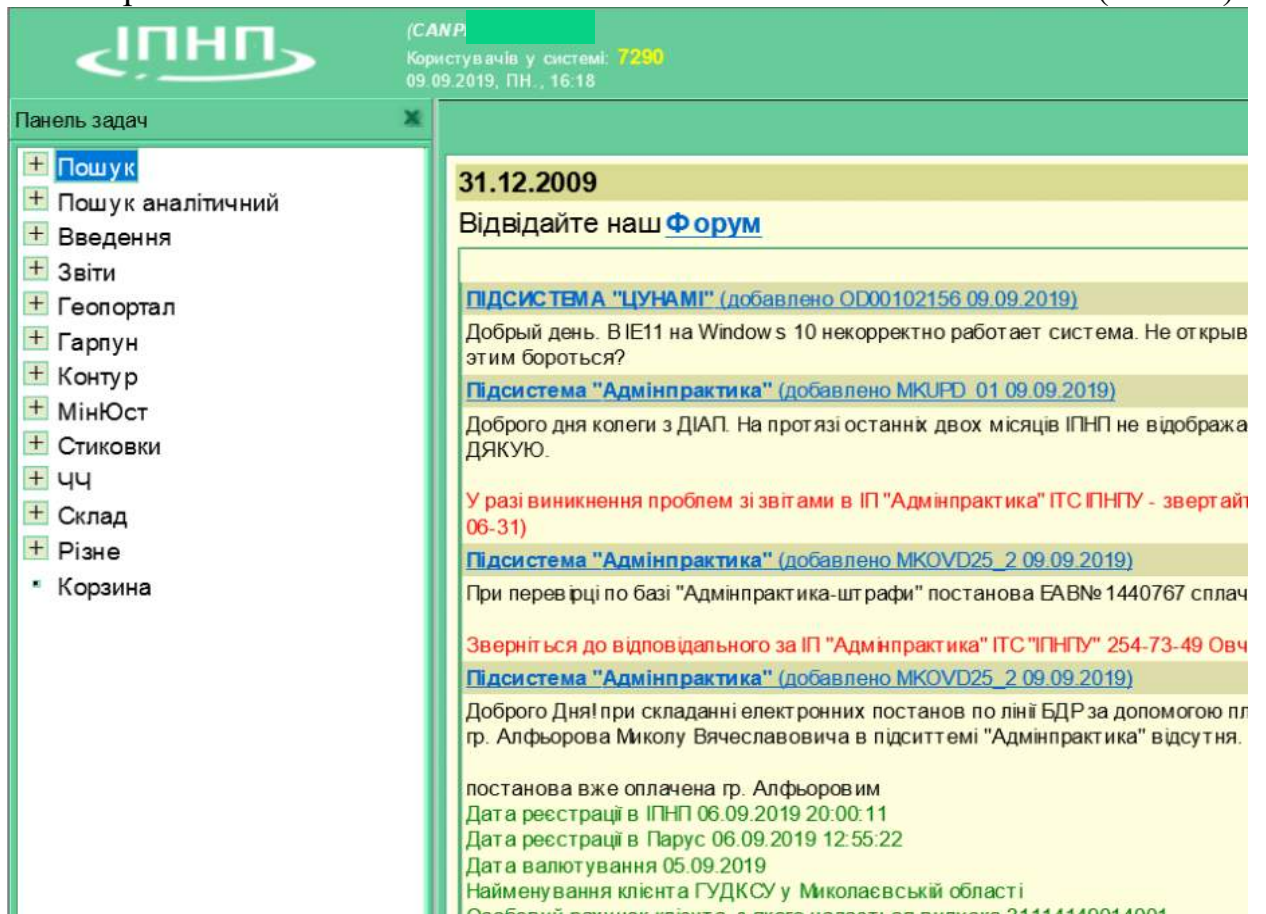 ІПНП
(CANP
Користувачів у системі: 7290
09.09.2019, ПН., 16:18
Панель задач
Пошук
Пошук аналітичний
Введення
Звіти
Геопортал
Гарпун
Контур
МінЮст
Стиковки
ЧЧ
Склад
Різне
Корзина
31.12.2009
Відвідайте наш Форум
ПІДСИСТЕМА "ЦУНАМІ" (добавлено OD00102156 09.09.2019)
Добрый день. В IE11 на Windows 10 некорректно работает система. Не открыв
этим бороться?
Підсистема "Адмінпрактика" (добавлено MKUPD_01 09.09.2019)
Доброго дня колеги з ДІАП. На протязі останніх двох місяців ІПНП не відобража
ДЯКУЮ.
У разі виникнення проблем зі звітами в ІП "Адмінпрактика" ІТС ІПНПУ - звертайт
06-31)
Підсистема "Адмінпрактика" (добавлено MKOVD25_2 09.09.2019)
При перевірці по базі "Адмінпрактика-штрафи" постанова ЕАВ№ 1440767 сплач
Зверніться до відповідального за ІП "Адмінпрактика" ІТС "ІПНПУ" 254-73-49 Овч
Підсистема "Адмінпрактика" (добавлено MKOVD25_2 09.09.2019)
Доброго Дня! при складанні електронних постанов по лінії БДР за допомогою пл
гр. Алфьорова Миколу Вячеславовича в підситтемі "Адмінпрактика" відсутня.
постанова вже оплачена гр. Алфьоровим
Дата реєстрації в ІПНП 06.09.2019 20:00:11
Дата реєстрації в Парус 06.09.2019 12:55:22
Дата валютування 05.09.2019
Найменування клієнта ГУДКСУ у Миколаєвській області